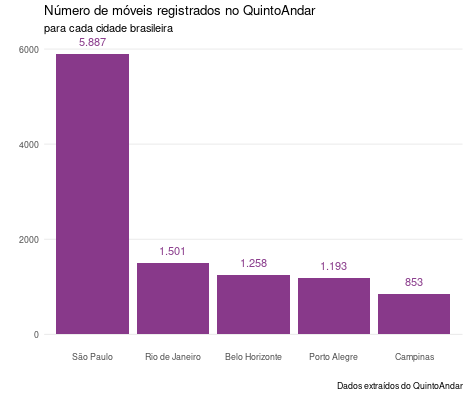 Número de móveis registrados no QuintoAndar
para cada cidade brasileira
5.887
6000
4000
2000
1.501
1.258
1.193
853
0
São Paulo
Rio de Janeiro
Belo Horizonte
Porto Alegre
Campinas
Dados extraídos do QuintoAndar